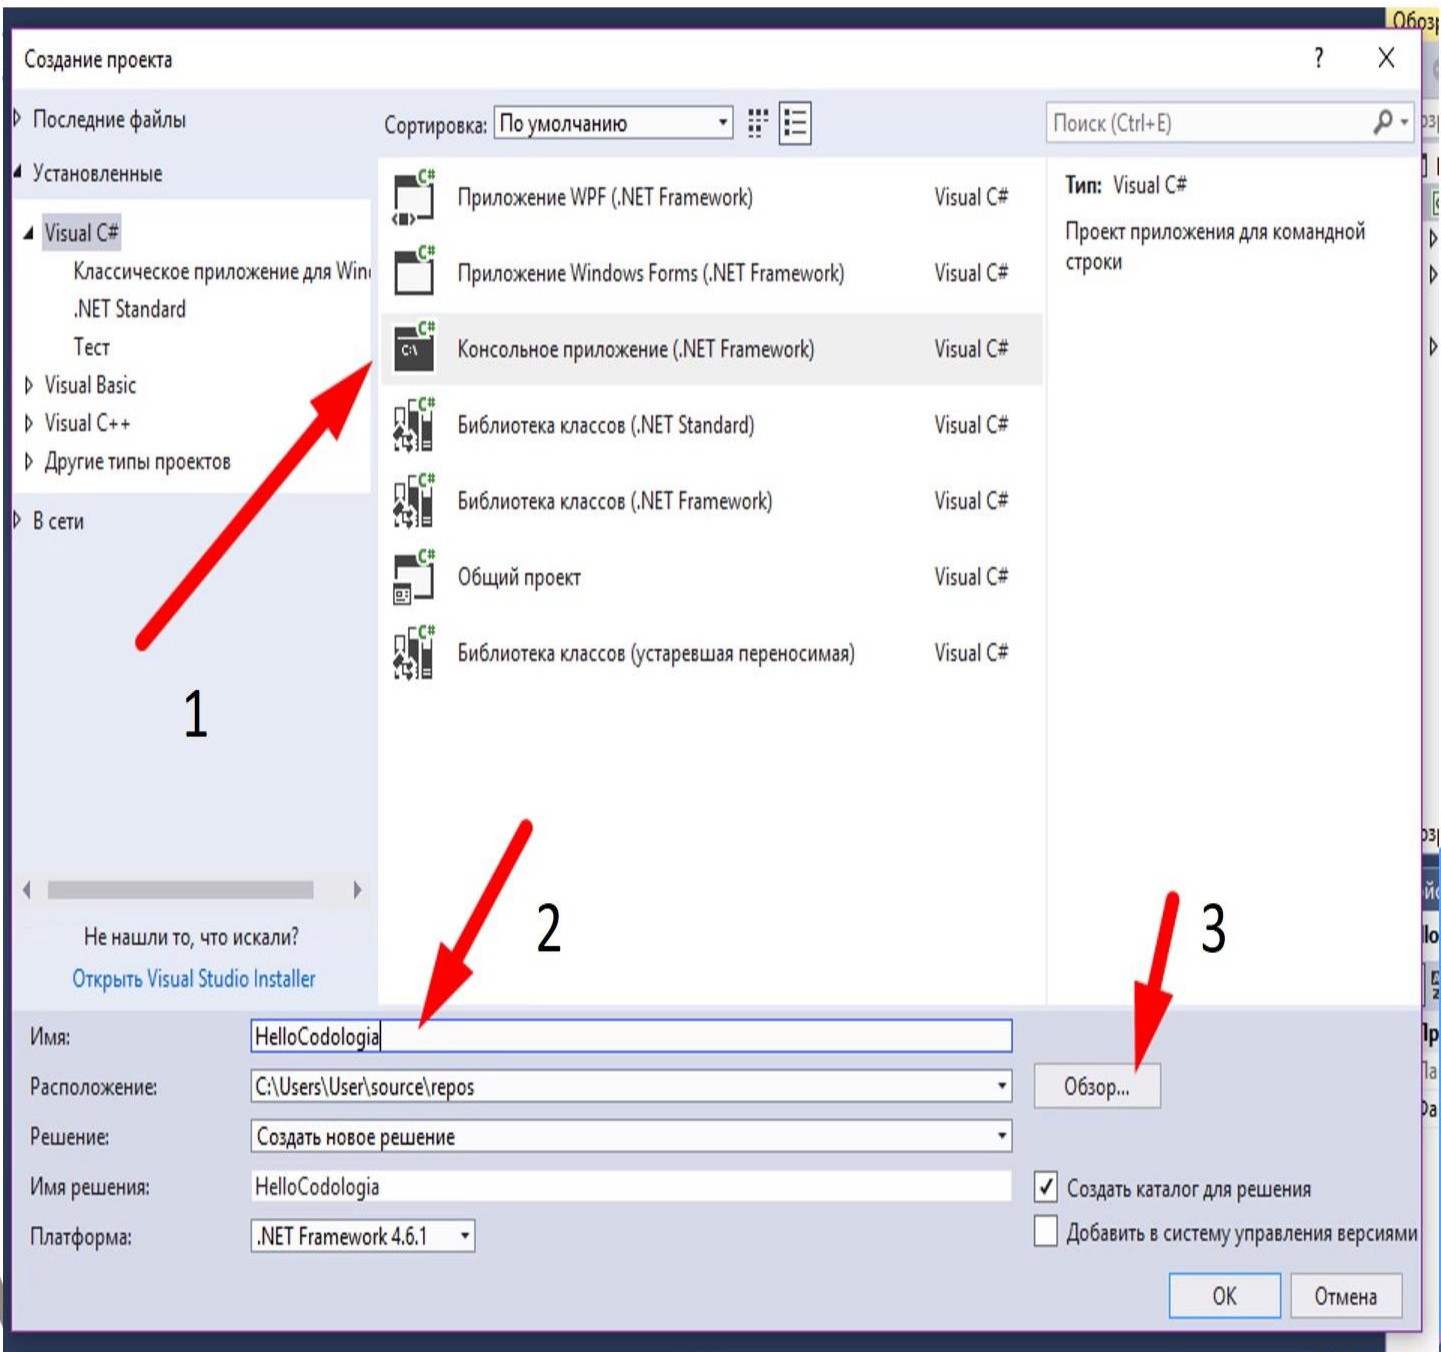 Создание проекта
?
Последние файлы
Сортировка: По умолчанию
Поиск (Ctrl+E)
Установленные
Visual C#
Классическое приложение для Wind
.NET Standard
Тест
Visual Basic
Visual C++
Другие типы проектов
В сети
Приложение WPF (.NET Framework) Visual C#
Приложение Windows Forms (.NET Framework) Visual C#
Консольное приложение (.NET Framework) Visual C#
Библиотека классов (.NET Standard) Visual C#
Библиотека классов (.NET Framework) Visual C#
Общий проект Visual C#
Библиотека классов (устаревшая переносимая) Visual C#
Тип: Visual C#
Проект приложения для командной
строки
1
2
3
Не нашли то, что искали?
Открыть Visual Studio Installer
Имя: HelloCodologia
Расположение: C:\Users\User\source\repos
Обзор...
Решение: Создать новое решение
Имя решения: HelloCodologia
Создать каталог для решения
Платформа: .NET Framework 4.6.1
Добавить в систему управления версиями
OK
Отмена